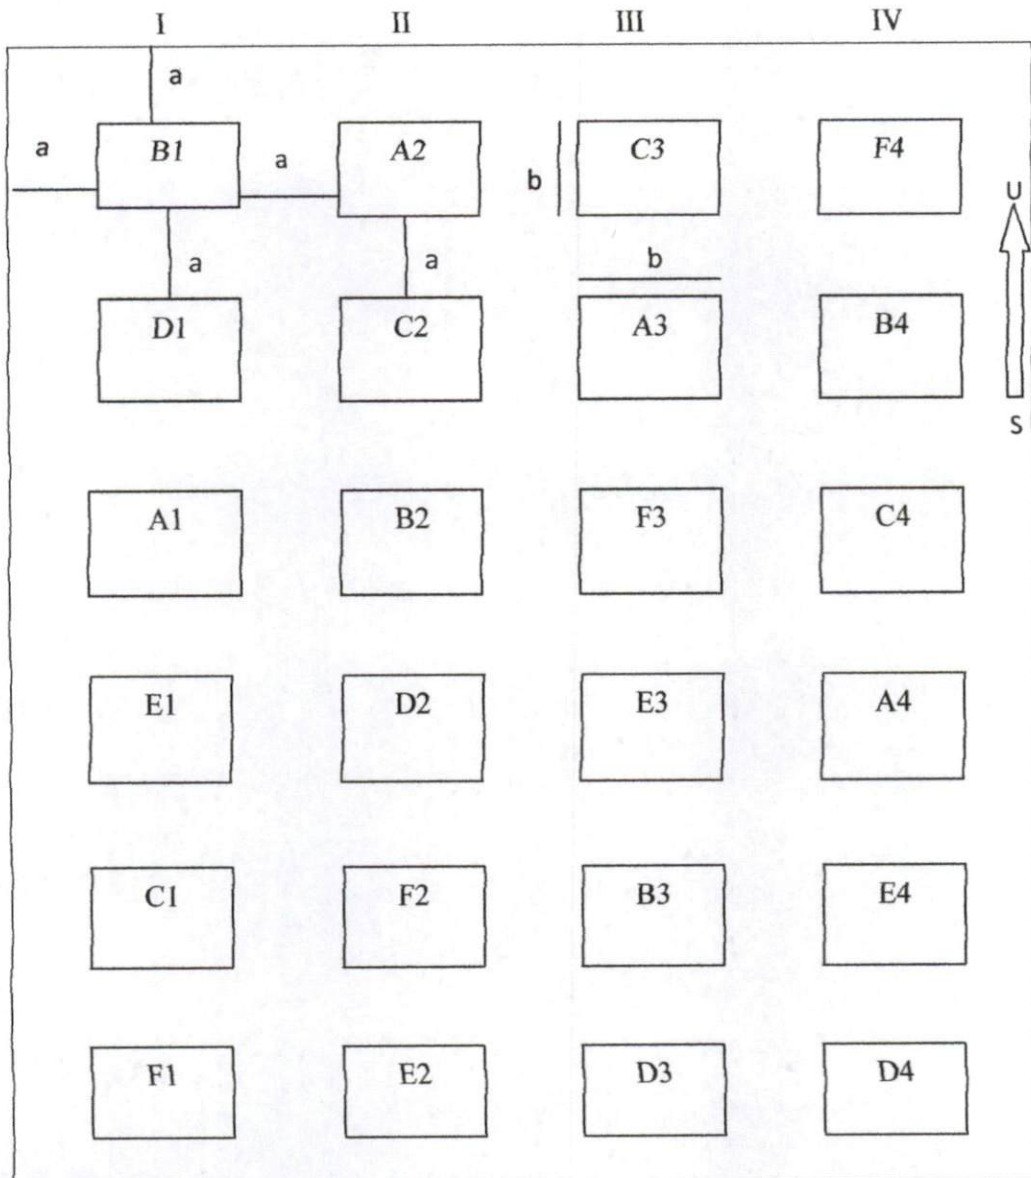 I II III IV
a
a B1 a A2 b C3 F4
U
a a b
D1 C2 A3 B4
S
A1 B2 F3 C4
E1 D2 E3 A4
C1 F2 B3 E4
F1 E2 D3 D4